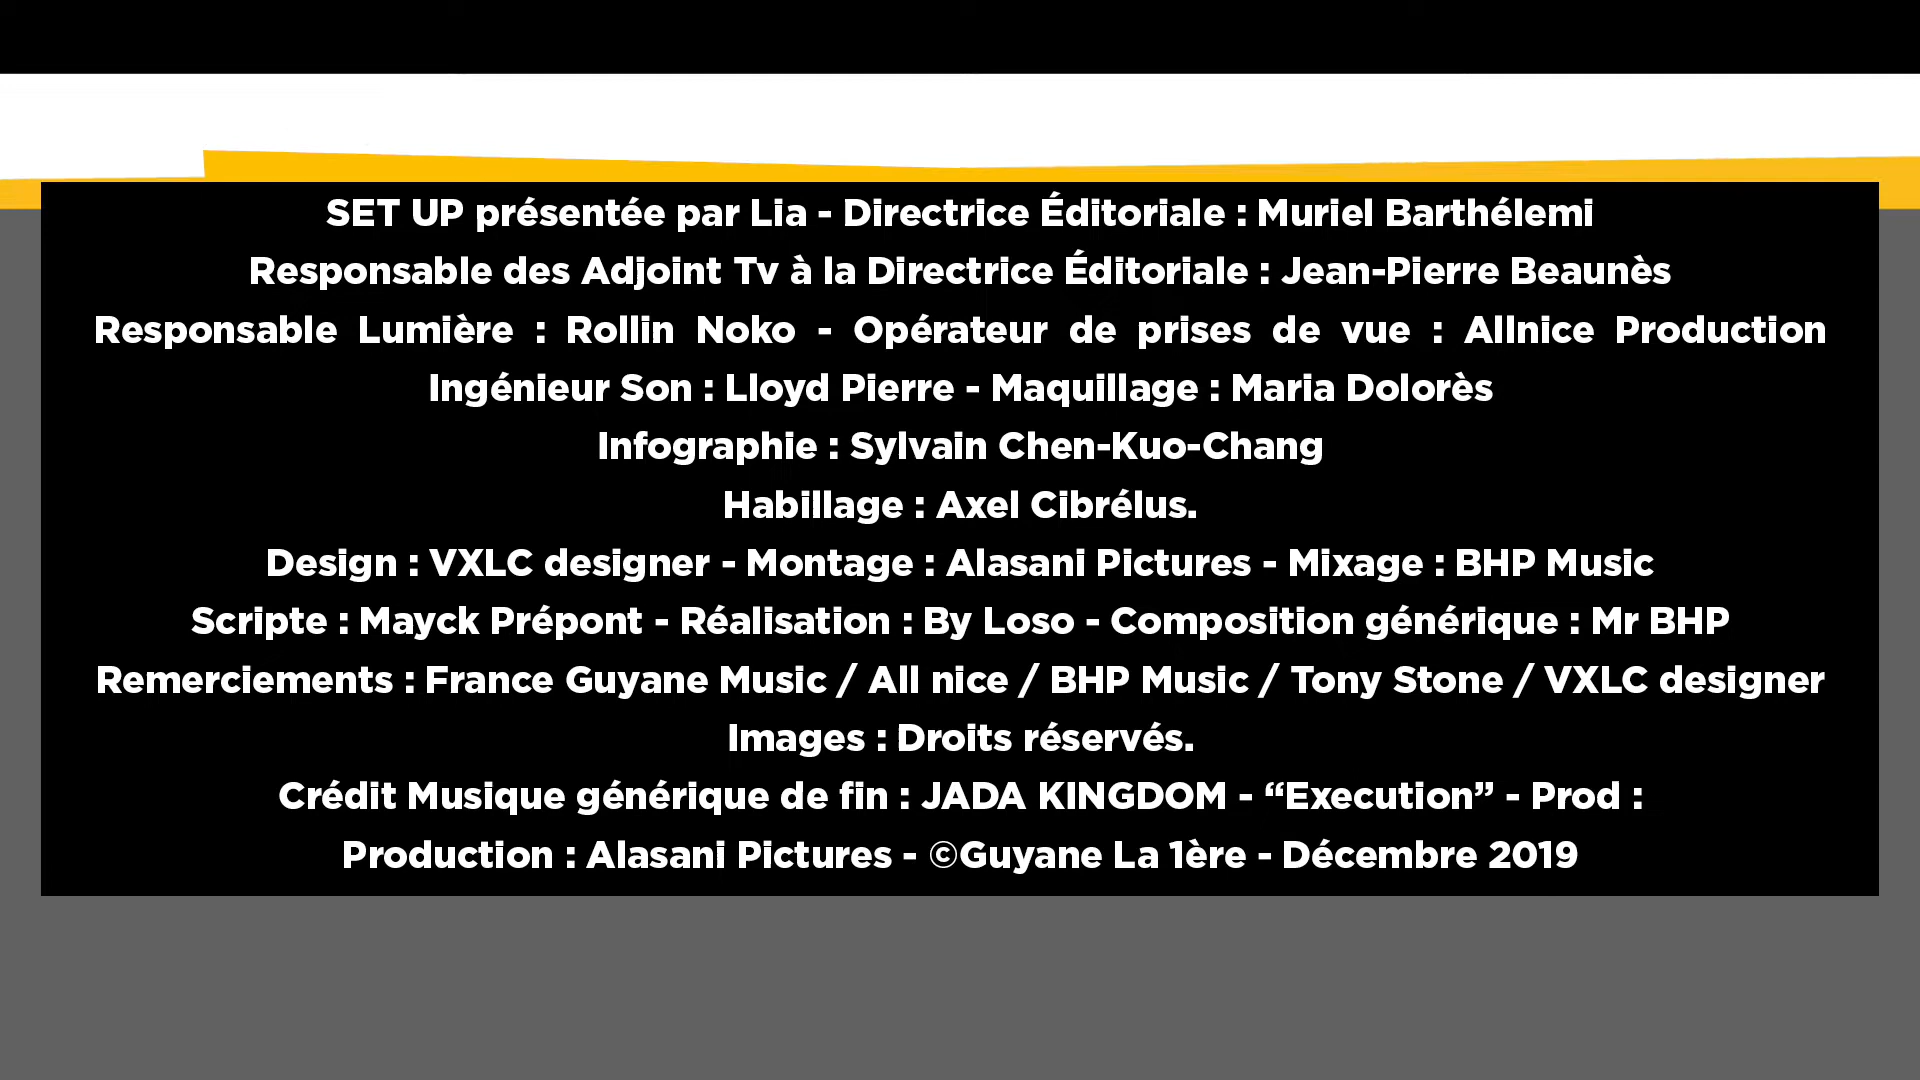 SET UP présentée par Lia - Directrice Éditoriale : Muriel Barthélemi
Responsable des Adjoint Tv à la Directrice Éditoriale : Jean-Pierre Beaunès
Responsable Lumière : Rollin Noko - Opérateur de prises de vue : Allnice Production
Ingénieur Son : Lloyd Pierre - Maquillage : Maria Dolorès
Infographie : Sylvain Chen-Kuo-Chang
Habillage : Axel Cibrélus.
Design : VXLC designer - Montage : Alasani Pictures - Mixage : BHP Music
Scripte : Mayck Prépont - Réalisation : By Loso - Composition générique : Mr BHP
Remerciements : France Guyane Music / All nice / BHP Music / Tony Stone / VXLC designer
Images : Droits réservés.
Crédit Musique générique de fin : JADA KINGDOM - “Execution” - Prod :
Production : Alasani Pictures - ©Guyane La 1ère - Décembre 2019